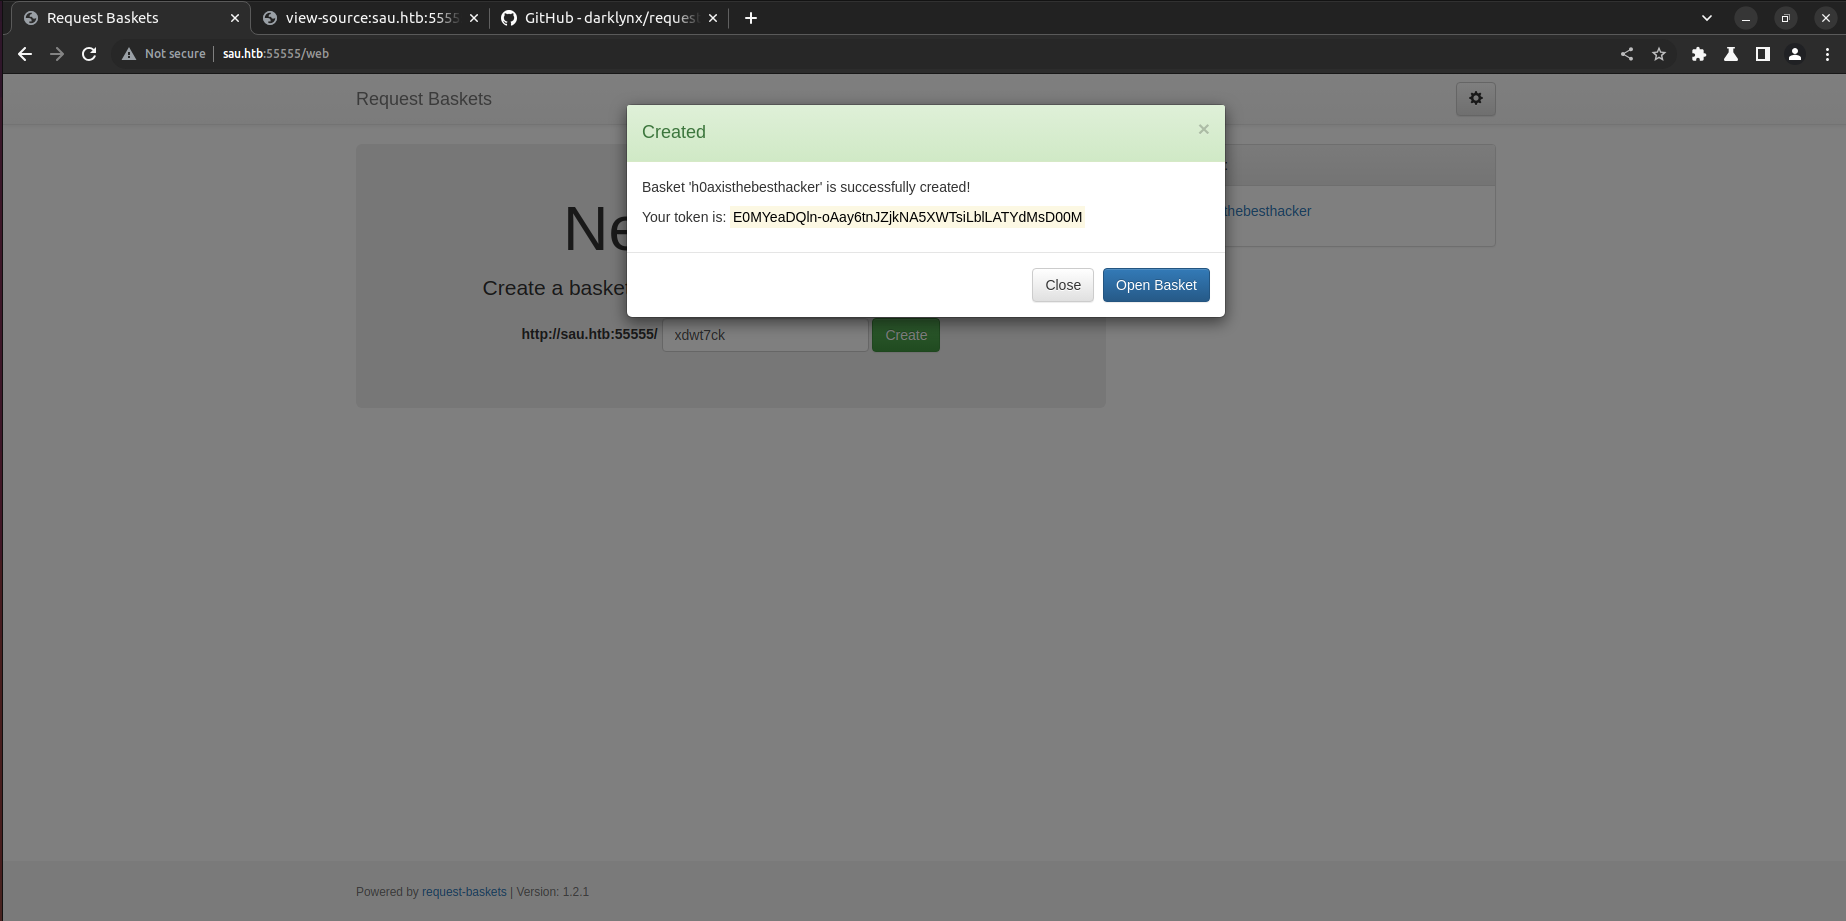 Request Baskets
view-source:sau.htb:5555
GitHub - darklynx/reques
Not secure
sau.htb:55555/web
Request Baskets
Created
×
Basket 'h0axisthebesthacker' is successfully created!
Your token is: E0MYeaDQln-oAay6tnJZjkNA5XWTsiLblLATYdMsD00M
Close
Open Basket
thebesthacker
Ne
Create a basket
http://sau.htb:55555/
xdwt7ck
Create
Powered by request-baskets | Version: 1.2.1